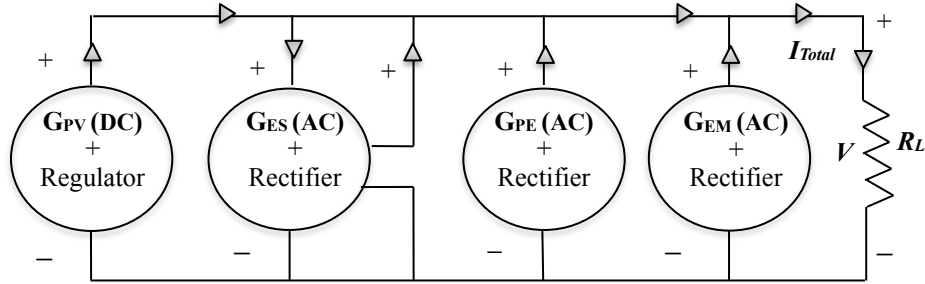 +
+
+
+
+
+
I_Total
G_PV (DC)
+
Regulator
G_ES (AC)
+
Rectifier
G_PE (AC)
+
Rectifier
G_EM (AC)
+
Rectifier
V
R_L
−
−
−
−
−